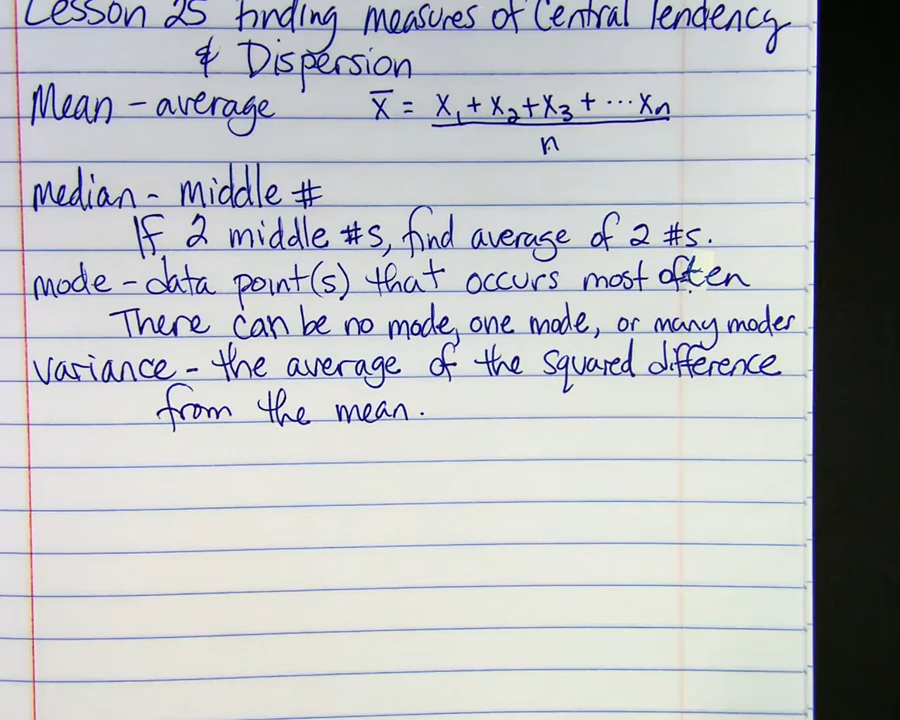 Lesson 25 finding measures of Central Tendency
& Dispersion
Mean - average x̄ = x₁ + x₂ + x₃ + ··· xₙ / n
median - middle #
If 2 middle #s, find average of 2 #s.
mode - data point(s) that occurs most often
There can be no mode, one mode, or many modes
variance - the average of the squared difference
from the mean.